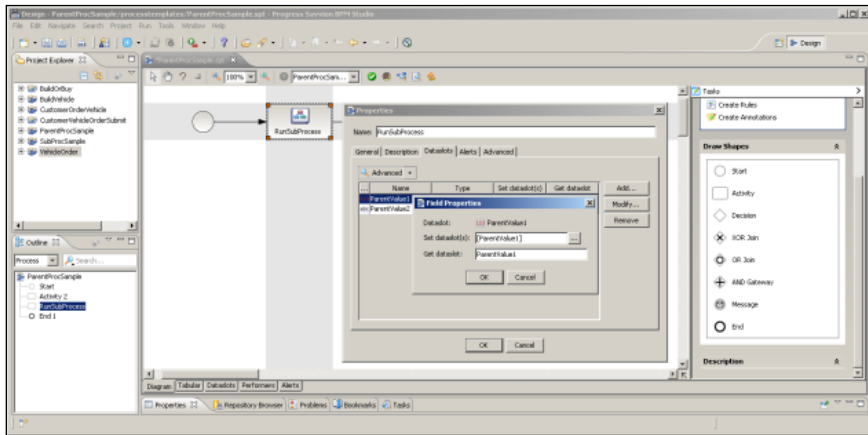 Design - ParentProcSample/processtemplates/ParentProcSample.spt - Progress Savvion BPM Studio
File Edit Navigate Search Project Run Tools Window Help
Design
Project Explorer
ParentProcSample.spt
100%
ParentProcSam...
Tasks
BuildOrBuy
BuildVehicle
CustomerOrderVehicle
CustomerVehicleOrderSubmit
ParentProcSample
SubProcSample
VehicleOrder
RunSubProcess
Properties
Name: RunSubProcess
General Description Dataslots Alerts Advanced
Advanced
... Name Type Set dataslot(s) Get dataslot
ParentValue1
ParentValue2
Add...
Modify...
Remove
Field Properties
Dataslot: ParentValue1
Set dataslot(s): [ParentValue1] ...
Get dataslot: ParentValue1
OK Cancel
OK Cancel
Create Rules
Create Annotations
Draw Shapes
Start
Activity
Decision
XOR Join
OR Join
AND Gateway
Message
End
Description
Outline
Process Search...
ParentProcSample
Start
Activity 2
RunSubProcess
End 1
Diagram Tabular Dataslots Performers Alerts
Properties Repository Browser Problems Bookmarks Tasks